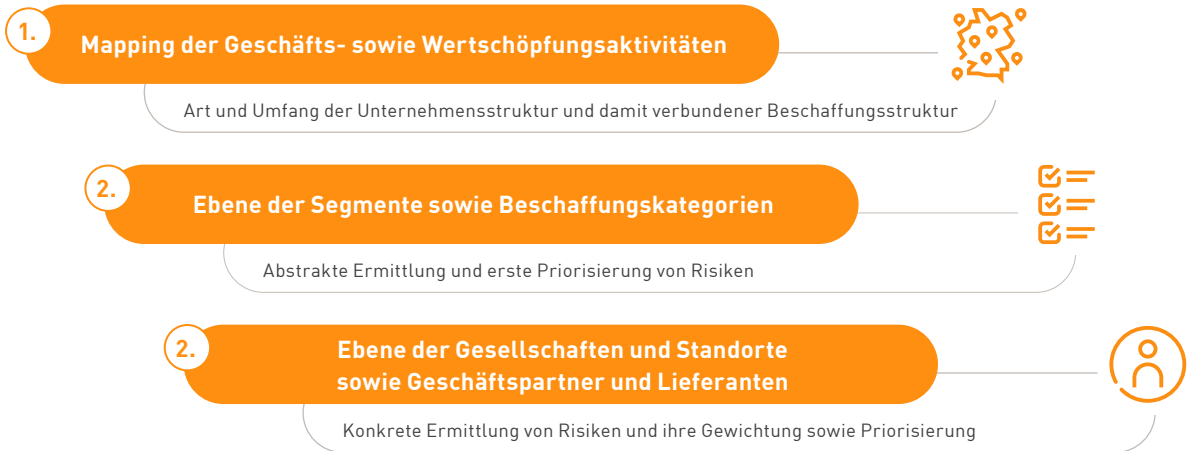 1.
Mapping der Geschäfts- sowie Wertschöpfungsaktivitäten
Art und Umfang der Unternehmensstruktur und damit verbundener Beschaffungsstruktur
2.
Ebene der Segmente sowie Beschaffungskategorien
Abstrakte Ermittlung und erste Priorisierung von Risiken
2.
Ebene der Gesellschaften und Standorte
sowie Geschäftspartner und Lieferanten
Konkrete Ermittlung von Risiken und ihre Gewichtung sowie Priorisierung